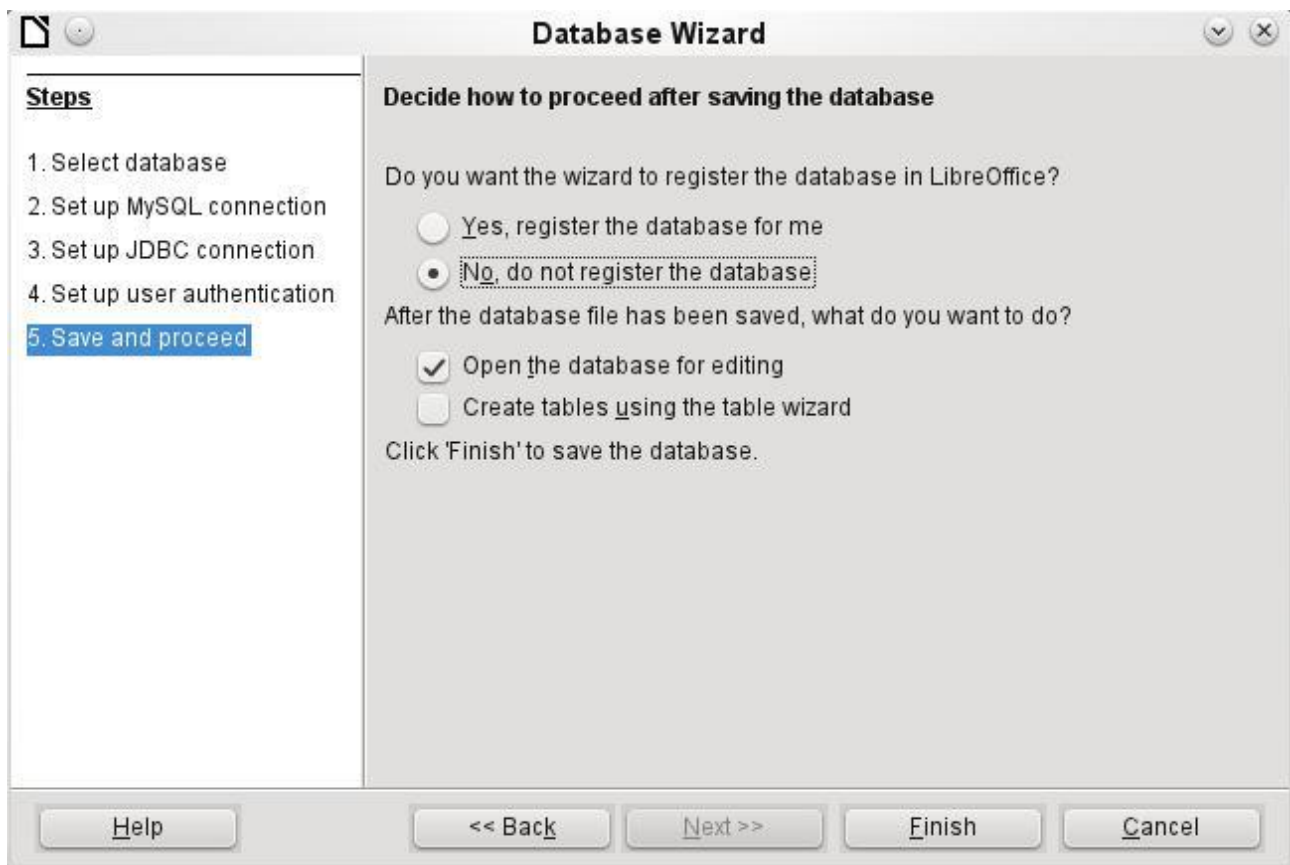 Database Wizard
Steps
1. Select database
2. Set up MySQL connection
3. Set up JDBC connection
4. Set up user authentication
5. Save and proceed
Decide how to proceed after saving the database
Do you want the wizard to register the database in LibreOffice?
Yes, register the database for me
No, do not register the database
After the database file has been saved, what do you want to do?
Open the database for editing
Create tables using the table wizard
Click 'Finish' to save the database.
Help
<< Back
Next >>
Finish
Cancel